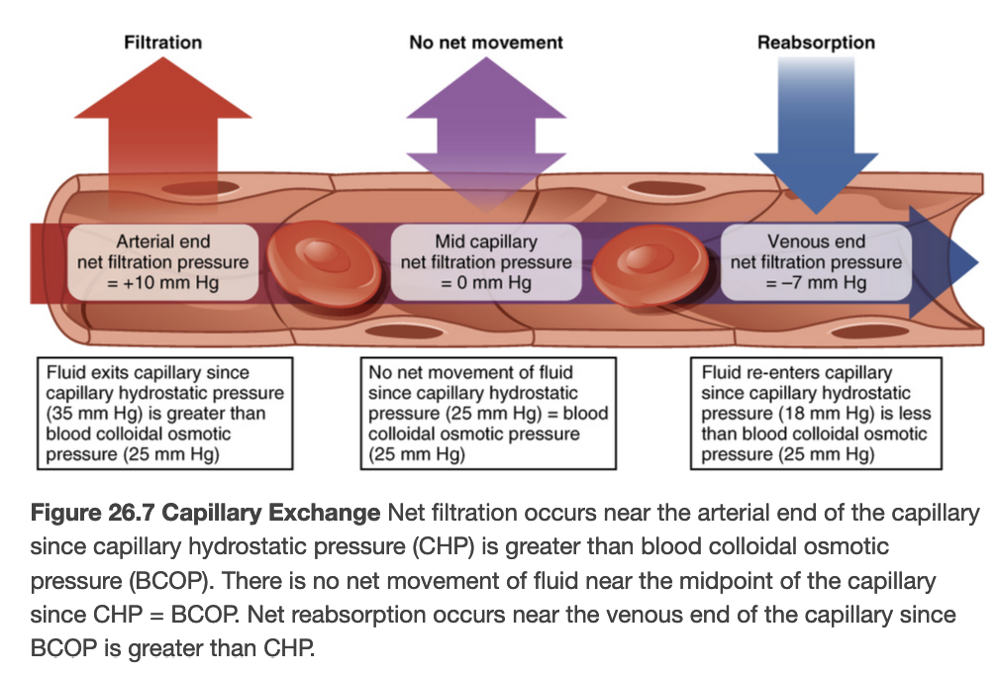 Filtration
No net movement
Reabsorption
Arterial end
net filtration pressure
= +10 mm Hg
Mid capillary
net filtration pressure
= 0 mm Hg
Venous end
net filtration pressure
= –7 mm Hg
Fluid exits capillary since
capillary hydrostatic pressure
(35 mm Hg) is greater than
blood colloidal osmotic
pressure (25 mm Hg)
No net movement of fluid
since capillary hydrostatic
pressure (25 mm Hg) = blood
colloidal osmotic pressure
(25 mm Hg)
Fluid re-enters capillary
since capillary hydrostatic
pressure (18 mm Hg) is less
than blood colloidal osmotic
pressure (25 mm Hg)
Figure 26.7 Capillary Exchange Net filtration occurs near the arterial end of the capillary
since capillary hydrostatic pressure (CHP) is greater than blood colloidal osmotic
pressure (BCOP). There is no net movement of fluid near the midpoint of the capillary
since CHP = BCOP. Net reabsorption occurs near the venous end of the capillary since
BCOP is greater than CHP.